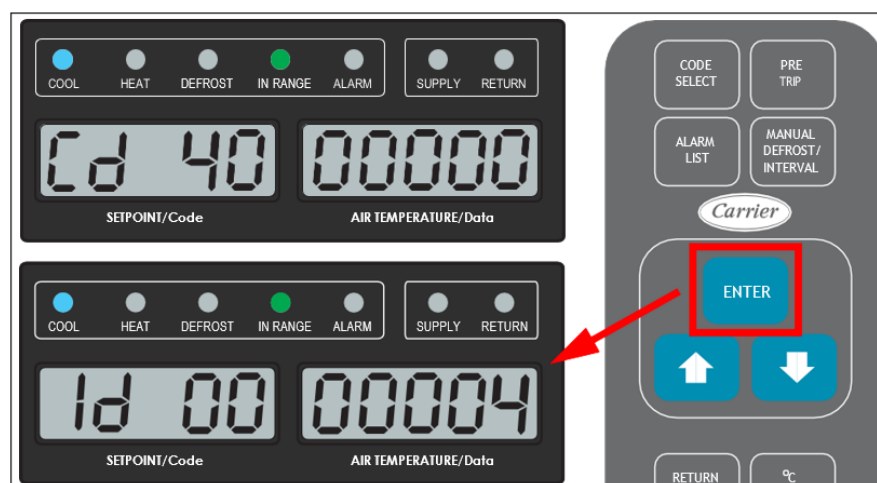 COOL HEAT DEFROST IN RANGE ALARM SUPPLY RETURN
Cd 40 00000
SETPOINT/Code AIR TEMPERATURE/Data
COOL HEAT DEFROST IN RANGE ALARM SUPPLY RETURN
Id 00 00004
SETPOINT/Code AIR TEMPERATURE/Data
CODE
SELECT
PRE
TRIP
ALARM
LIST
MANUAL
DEFROST/
INTERVAL
Carrier
ENTER
RETURN
°C